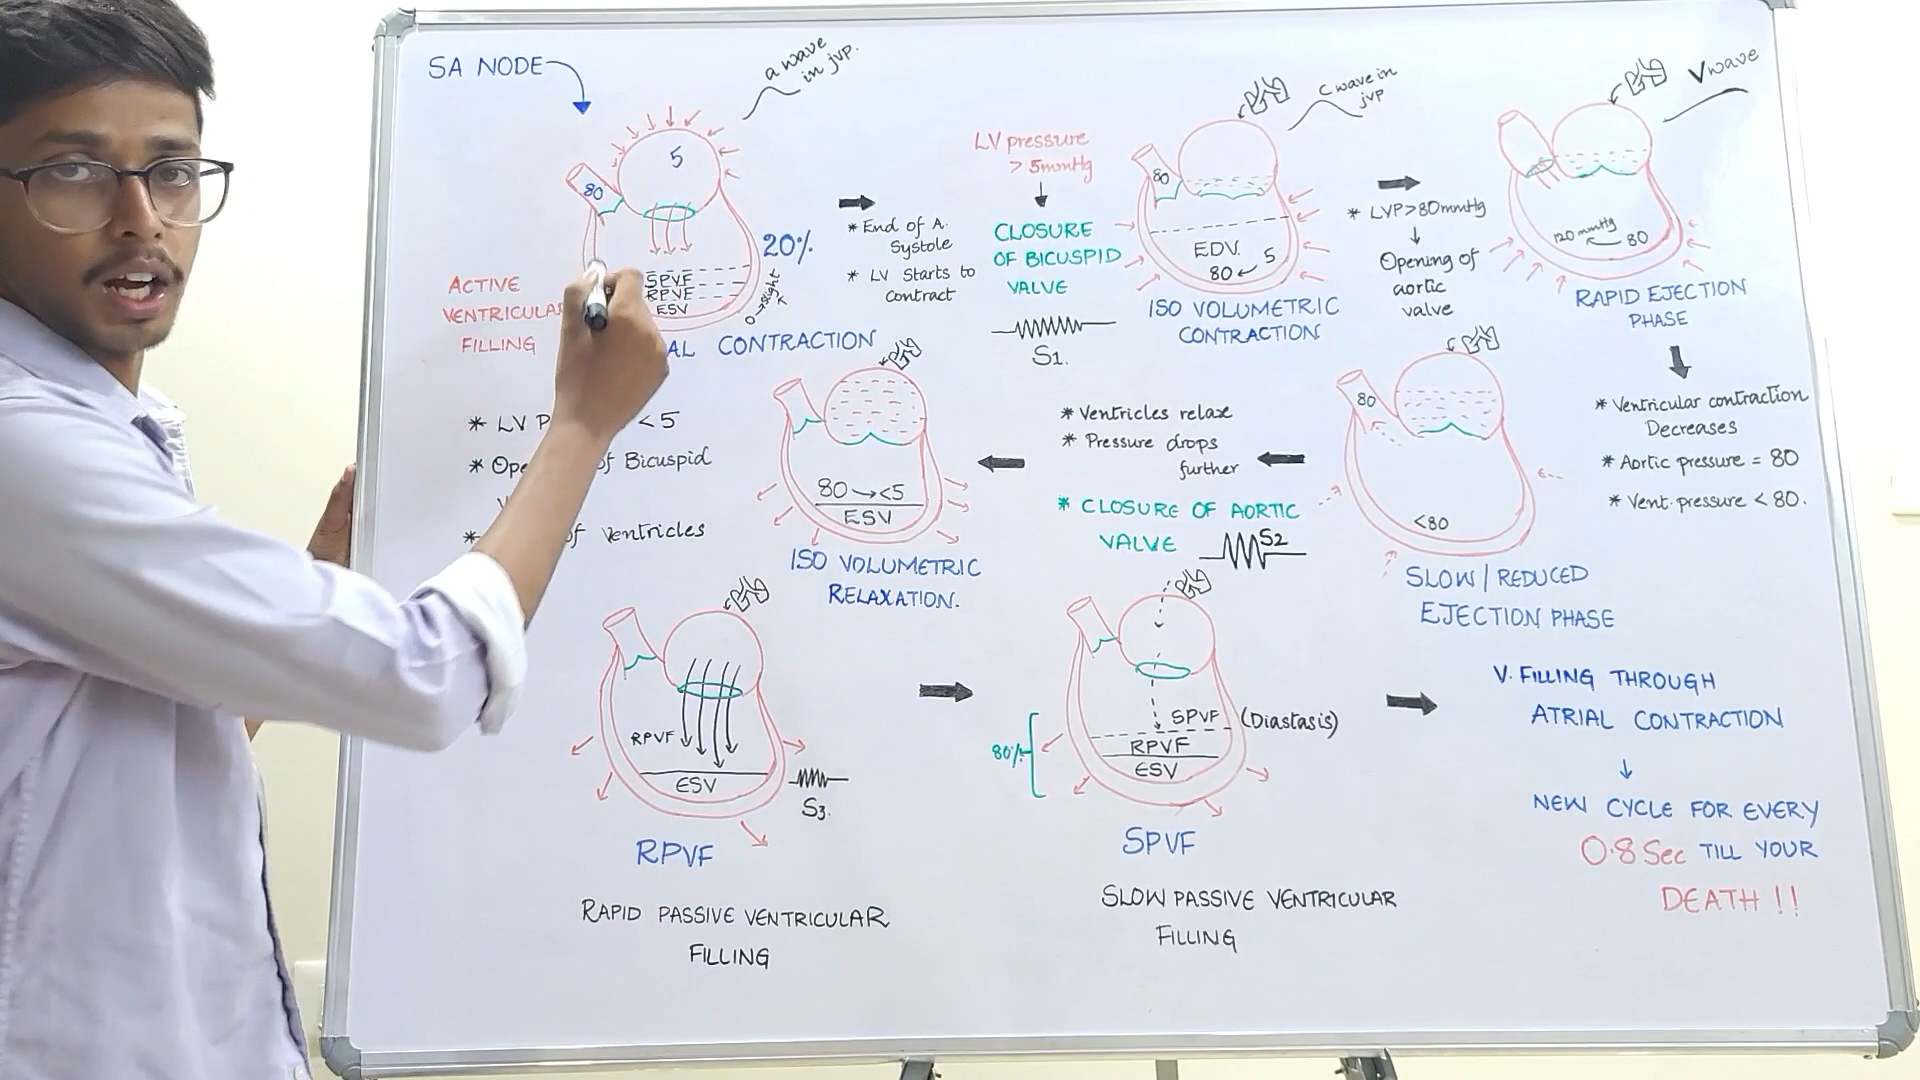 SA NODE
a wave
in jvp.
5
80
20%
SPVF
RPVF
ESV
0→slight ↑
ACTIVE
VENTRICULAR
FILLING
CONTRACTION
* End of A.
Systole
* LV Starts to
contract
LV pressure
> 5mmHg
↓
CLOSURE
OF BICUSPID
VALVE
S1.
C wave in
jvp
80
EDV.
80 ← 5
ISO VOLUMETRIC
CONTRACTION
* LVP>80mmHg
↓
Opening of
aortic
valve
V wave
120 mmHg ← 80
RAPID EJECTION
PHASE
* Ventricular contraction
Decreases
* Aortic pressure = 80
* Vent. pressure < 80.
80
<80
SLOW/REDUCED
EJECTION PHASE
* Ventricles relax
* Pressure drops
further
* CLOSURE OF AORTIC
VALVE
S2
80→<5
ESV
ISO VOLUMETRIC
RELAXATION.
* LV P < 5
* Ope of Bicuspid
* of Ventricles
RPVF
ESV
S3.
RPVF
RAPID PASSIVE VENTRICULAR
FILLING
80%
SPVF (Diastasis)
RPVF
ESV
SPVF
SLOW PASSIVE VENTRICULAR
FILLING
V. FILLING THROUGH
ATRIAL CONTRACTION
↓
NEW CYCLE FOR EVERY
0.8 Sec TILL YOUR
DEATH !!